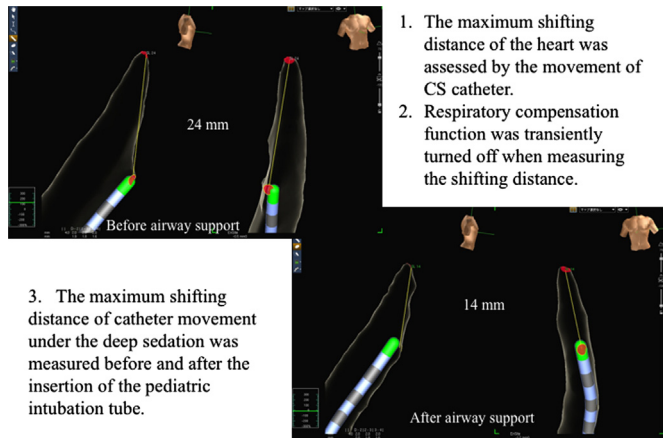 1. The maximum shifting
distance of the heart was
assessed by the movement of
CS catheter.
2. Respiratory compensation
function was transiently
turned off when measuring
the shifting distance.
24 mm
Before airway support
3. The maximum shifting
distance of catheter movement
under the deep sedation was
measured before and after the
insertion of the pediatric
intubation tube.
14 mm
After airway support